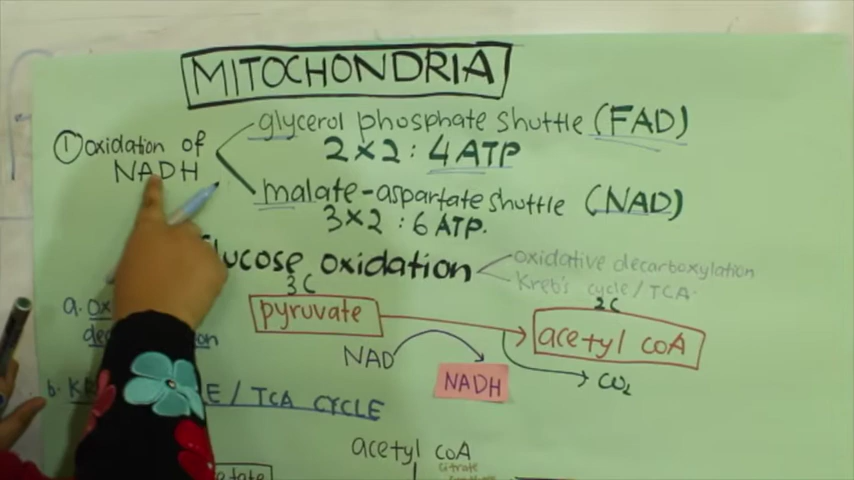 MITOCHONDRIA
① oxidation of
NADH
glycerol phosphate shuttle (FAD)
2 x 2 : 4 ATP
malate-aspartate shuttle (NAD)
3 x 2 : 6 ATP.
oxidation
oxidative decarboxylation
Kreb's cycle / TCA.
3C
2C
a.
pyruvate
acetyl coA
NAD
NADH
CO₂
b. / TCA CYCLE
acetyl coA
citrate